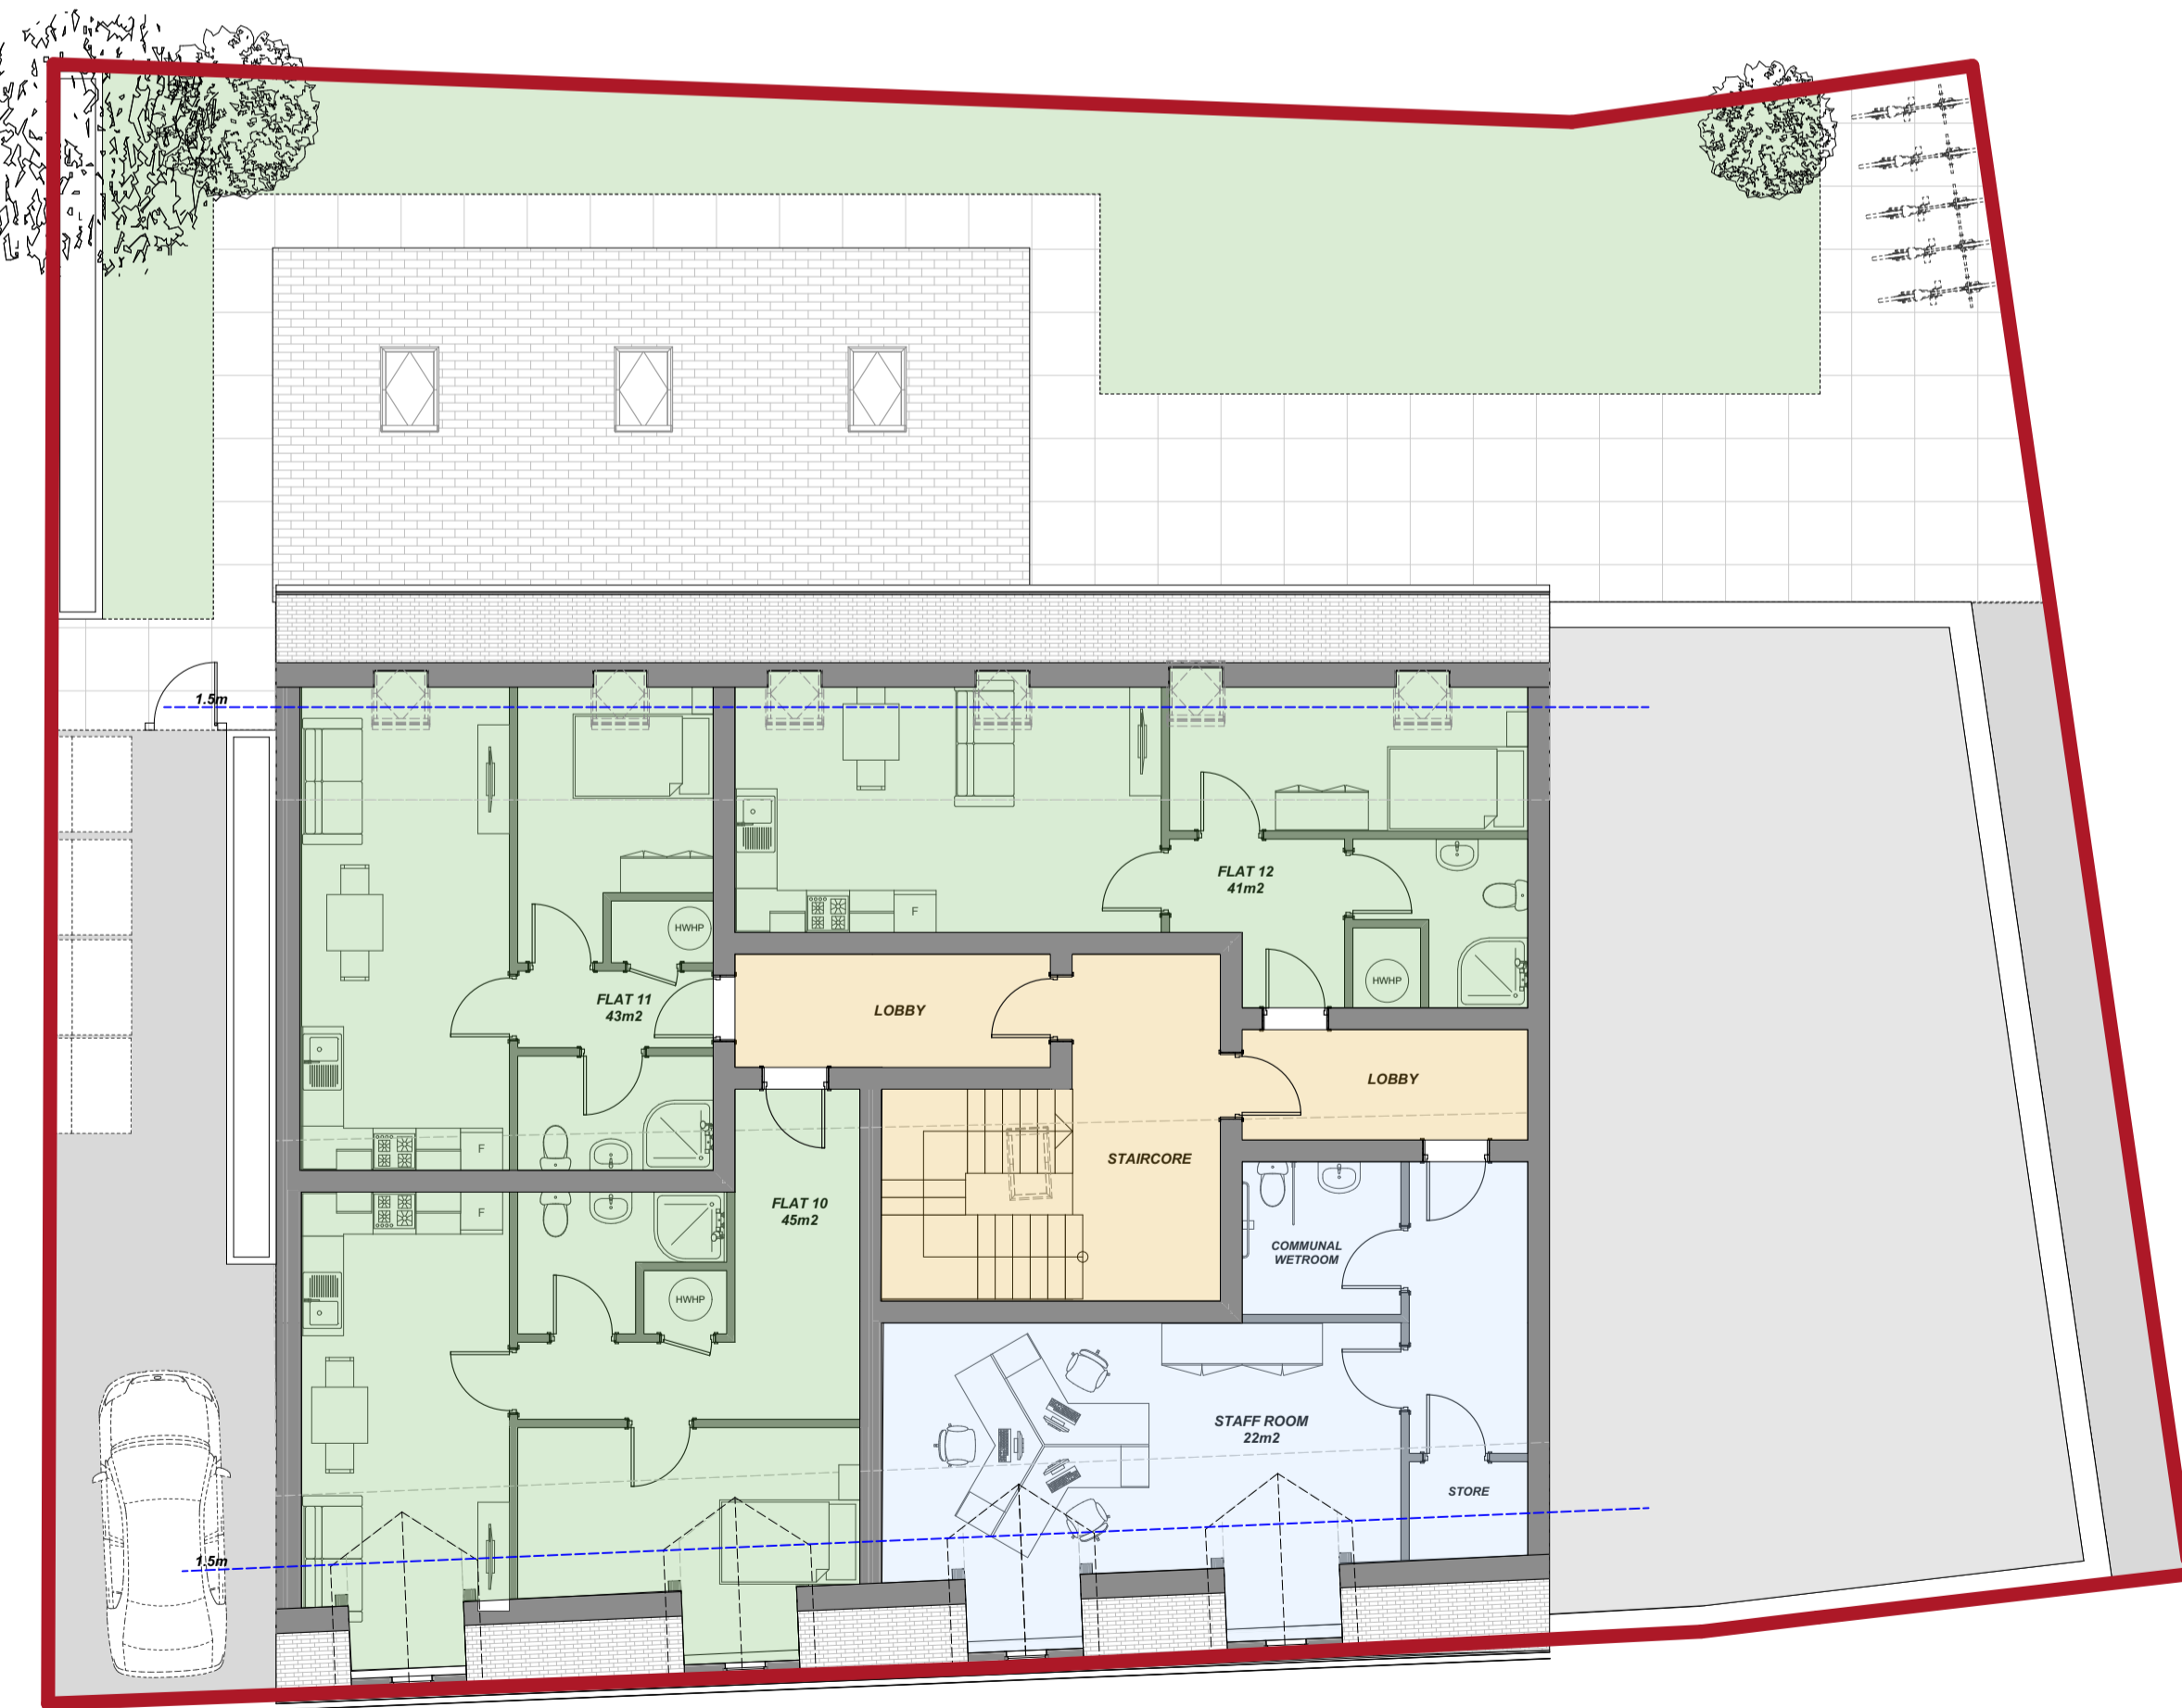 1.5m
FLAT 12
41m2
F
HWHP
HWHP
FLAT 11
43m2
LOBBY
LOBBY
F
STAIRCORE
FLAT 10
45m2
F
COMMUNAL
WETROOM
HWHP
STAFF ROOM
22m2
STORE
1.5m